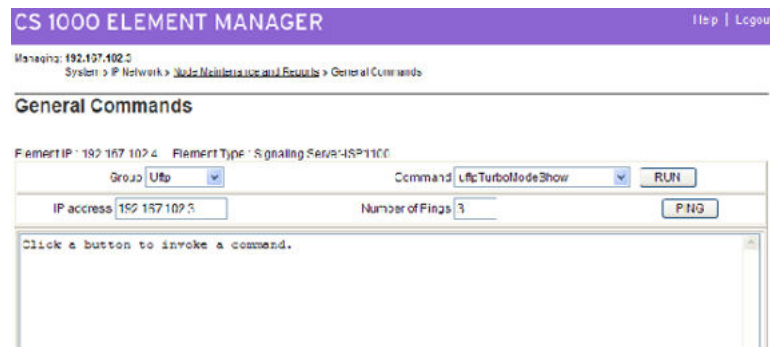 CS 1000 ELEMENT MANAGER
Help | Logou
Managing: 192.167.102.3
System » IP Network » Node Maintenance and Reports » General Commands
General Commands
Element IP : 192.167.102.4 Element Type : Signaling Server-ISP1100
Group Uftp Command uftpTurboModeShow RUN
IP address 192.167.102.3 Number of Pings 3 PING
Click a button to invoke a command.